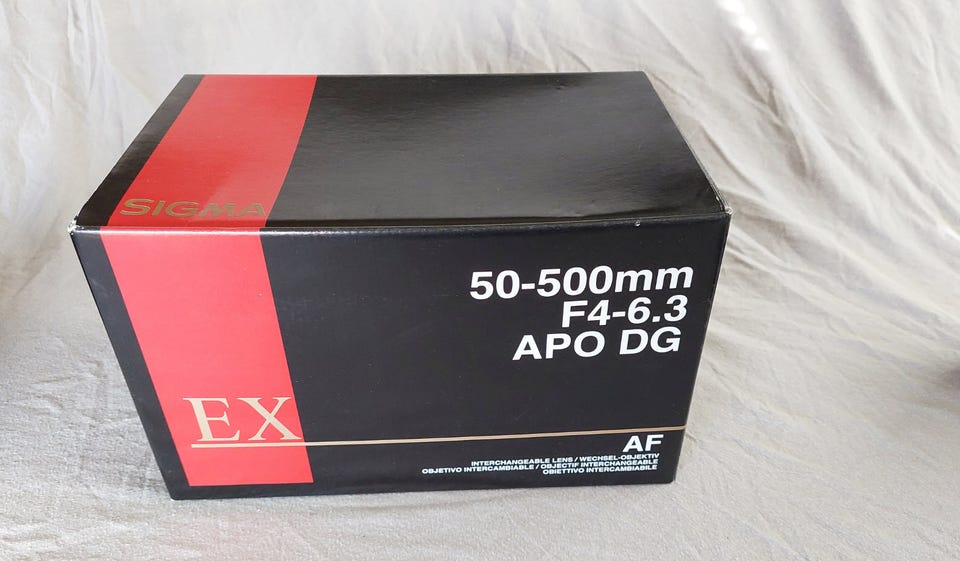 SIGMA
50-500mm
F4-6.3
APO DG
EX
AF
INTERCHANGEABLE LENS / WECHSEL-OBJEKTIV
OBJETIVO INTERCAMBIABLE / OBJECTIF INTERCHANGEABLE
OBIETTIVO INTERCAMBIABILE